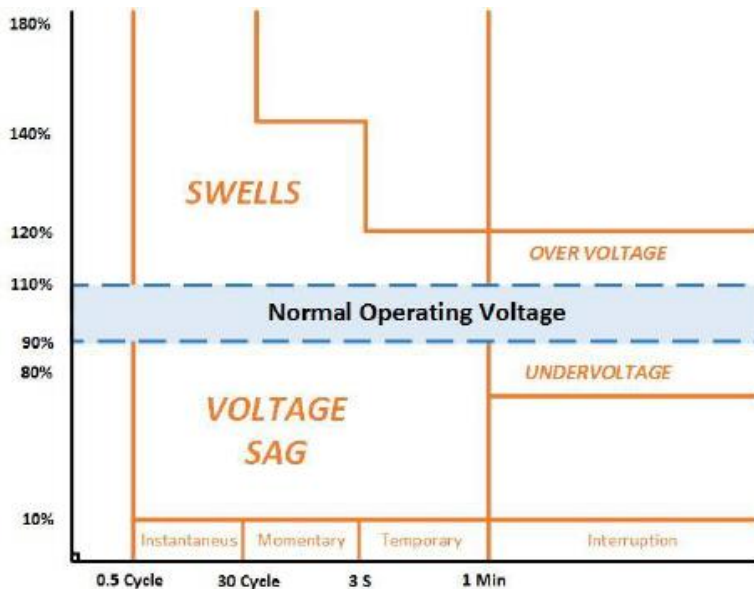 180%
140%
SWELLS
120%
OVER VOLTAGE
110%
Normal Operating Voltage
90%
80%
UNDERVOLTAGE
VOLTAGE
SAG
10%
Instantaneus Momentary Temporary Interruption
0.5 Cycle 30 Cycle 3 S 1 Min